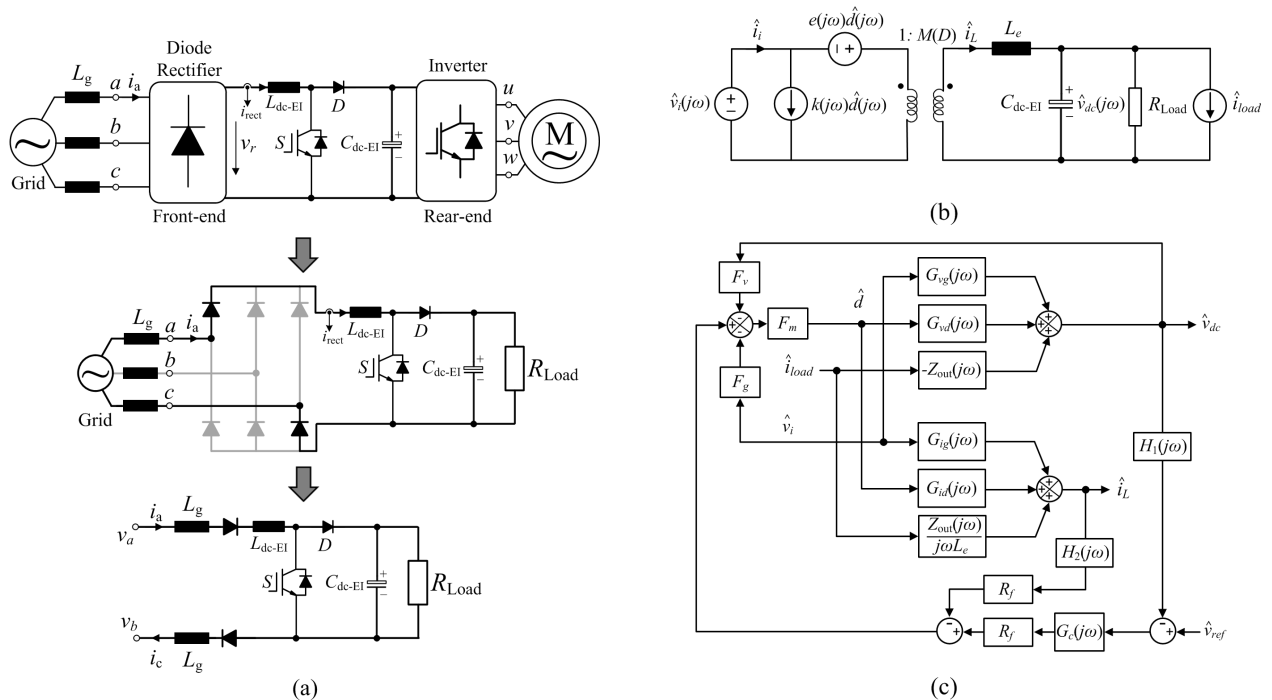 Diode
Rectifier
L_g
a
i_a
b
c
Grid
Front-end
i_rect
v_r
L_dc-EI
D
S
C_dc-EI
+
−
Inverter
Rear-end
u
v
w
M
~
L_g
a
i_a
b
c
Grid
i_rect
L_dc-EI
D
S
C_dc-EI
+
−
R_Load
i_a
L_g
v_a
L_dc-EI
D
S
C_dc-EI
+
−
R_Load
v_b
i_c
L_g
(a)
î_i
e(jω)d̂(jω)
1: M(D)
î_L
L_e
v̂_i(jω)
k(jω)d̂(jω)
C_dc-EI
v̂_dc(jω)
R_Load
î_load
(b)
F_v
F_m
d̂
G_vg(jω)
G_vd(jω)
-Z_out(jω)
v̂_dc
î_load
F_g
v̂_i
G_ig(jω)
G_id(jω)
Z_out(jω)
jωL_e
î_L
H_1(jω)
H_2(jω)
R_f
R_f
G_c(jω)
v̂_ref
(c)